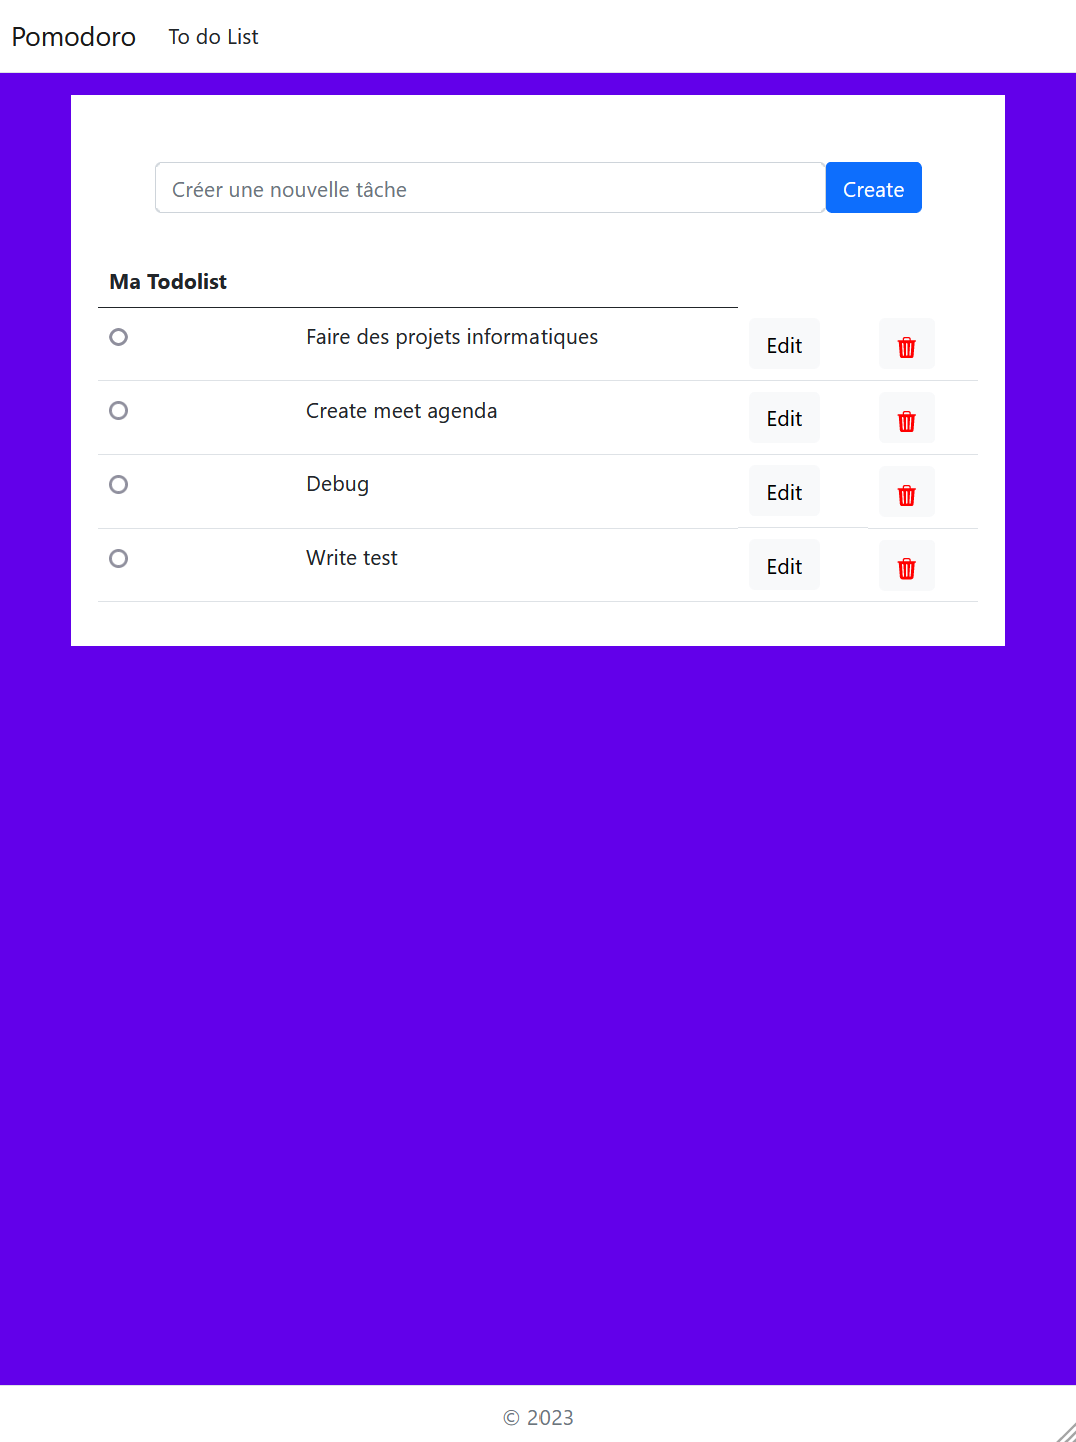 Pomodoro To do List
Créer une nouvelle tâche Create
Ma Todolist
Faire des projets informatiques Edit
Create meet agenda Edit
Debug Edit
Write test Edit
© 2023